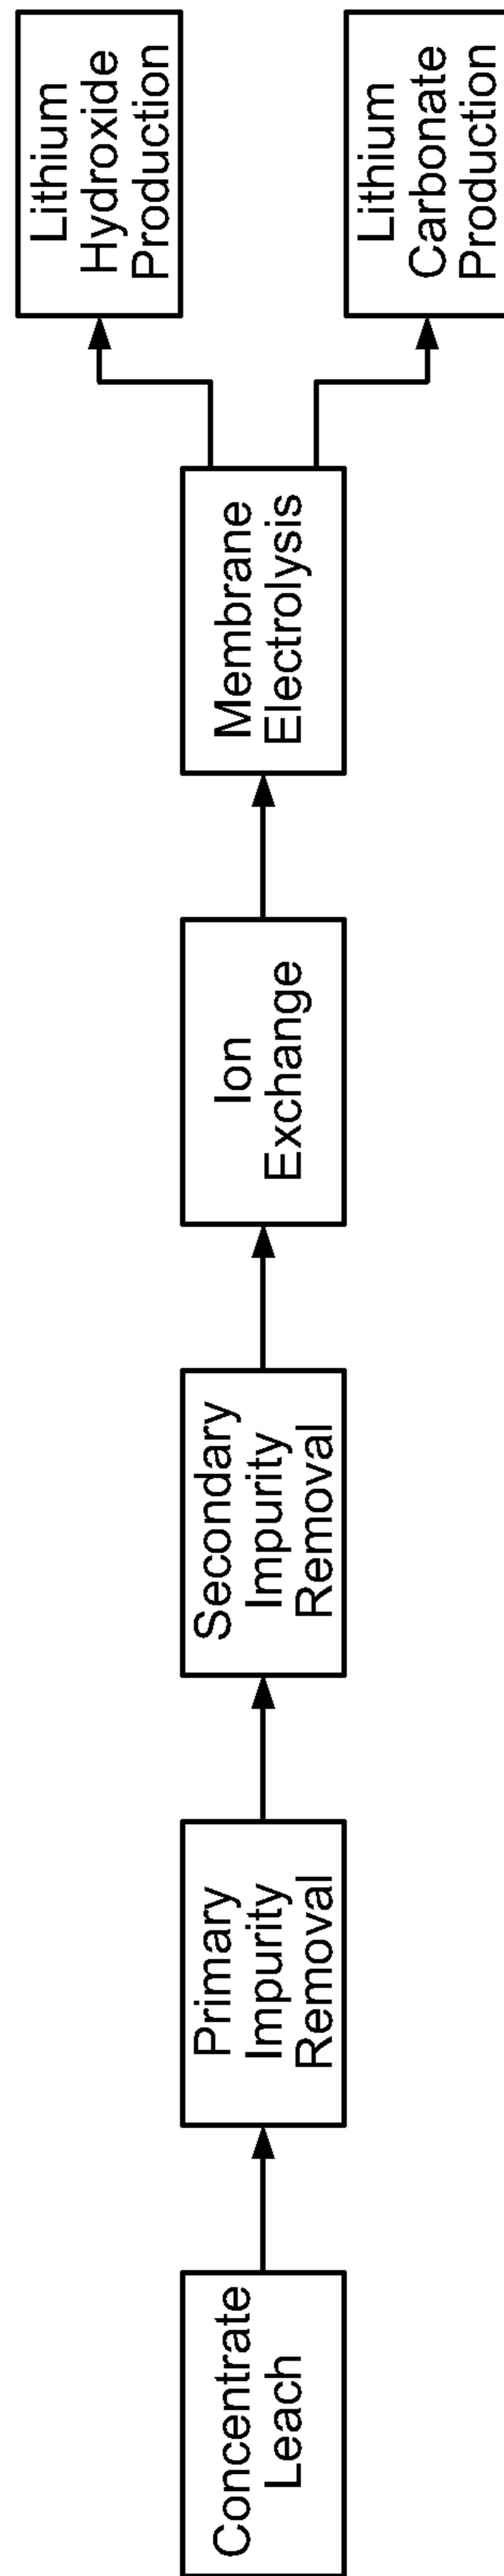 Concentrate
Leach
Primary
Impurity
Removal
Secondary
Impurity
Removal
Ion
Exchange
Membrane
Electrolysis
Lithium
Hydroxide
Production
Lithium
Carbonate
Production